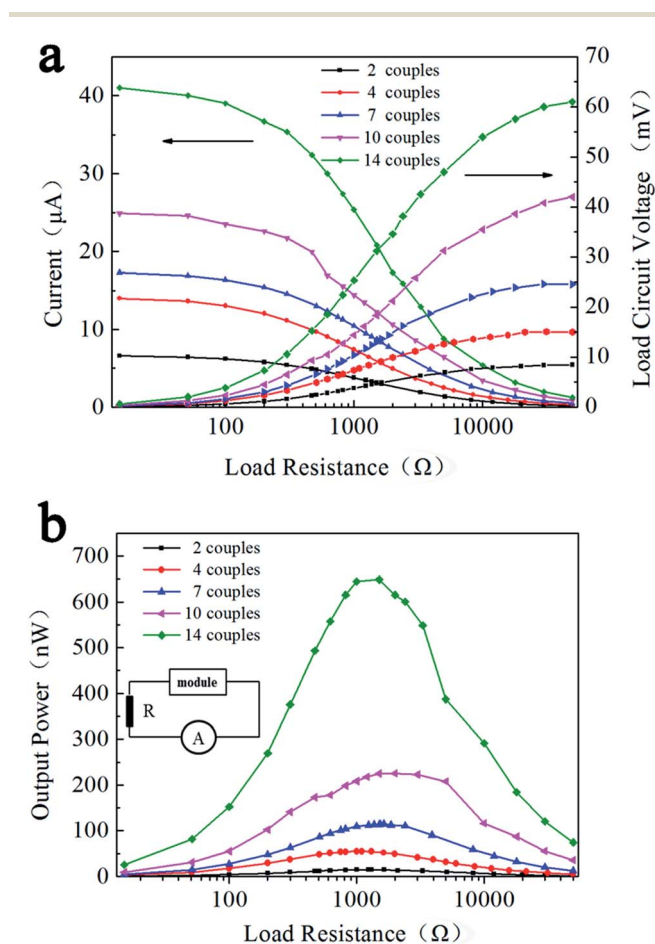 a
2 couples
4 couples
7 couples
10 couples
14 couples
70
60
50
40
30
20
10
0
40
30
20
10
0
Current（μA）
Load Circuit Voltage （mV）
100 1000 10000
Load Resistance（Ω）
b
2 couples
4 couples
7 couples
10 couples
14 couples
700
600
500
400
300
200
100
0
Output Power（nW）
module
R
A
100 1000 10000
Load Resistance（Ω）